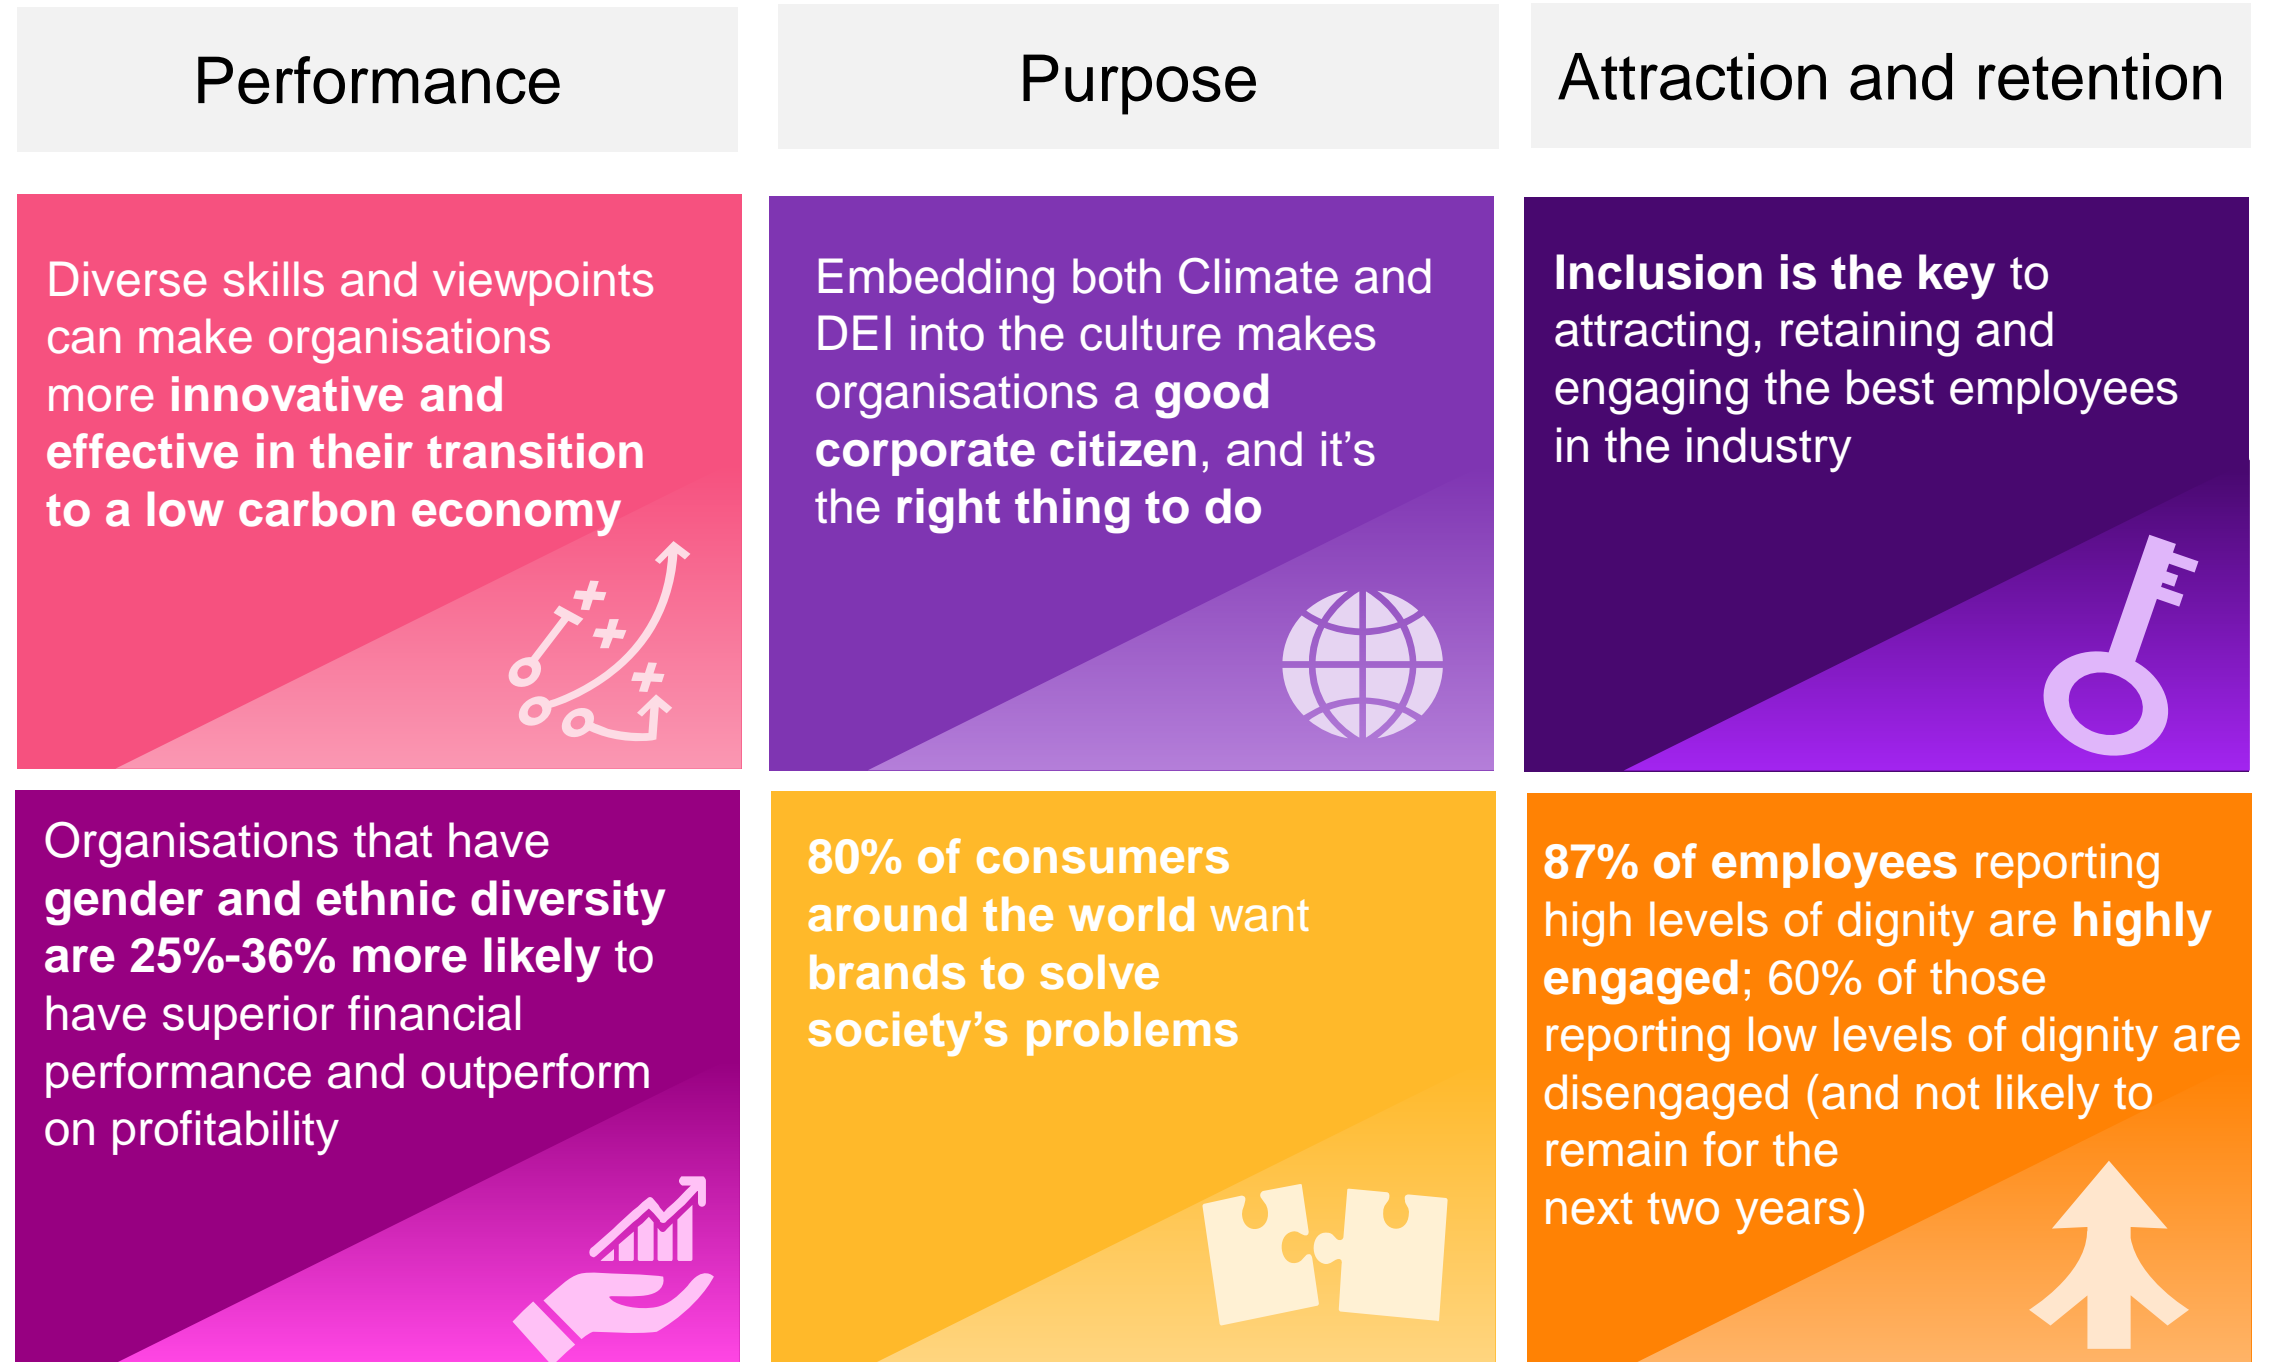 Performance
Purpose
Attraction and retention
Diverse skills and viewpoints
can make organisations
more innovative and
effective in their transition
to a low carbon economy
Embedding both Climate and
DEI into the culture makes
organisations a good
corporate citizen, and it’s
the right thing to do
Inclusion is the key to
attracting, retaining and
engaging the best employees
in the industry
Organisations that have
gender and ethnic diversity
are 25%-36% more likely to
have superior financial
performance and outperform
on profitability
80% of consumers
around the world want
brands to solve
society’s problems
87% of employees reporting
high levels of dignity are highly
engaged; 60% of those
reporting low levels of dignity are
disengaged (and not likely to
remain for the
next two years)